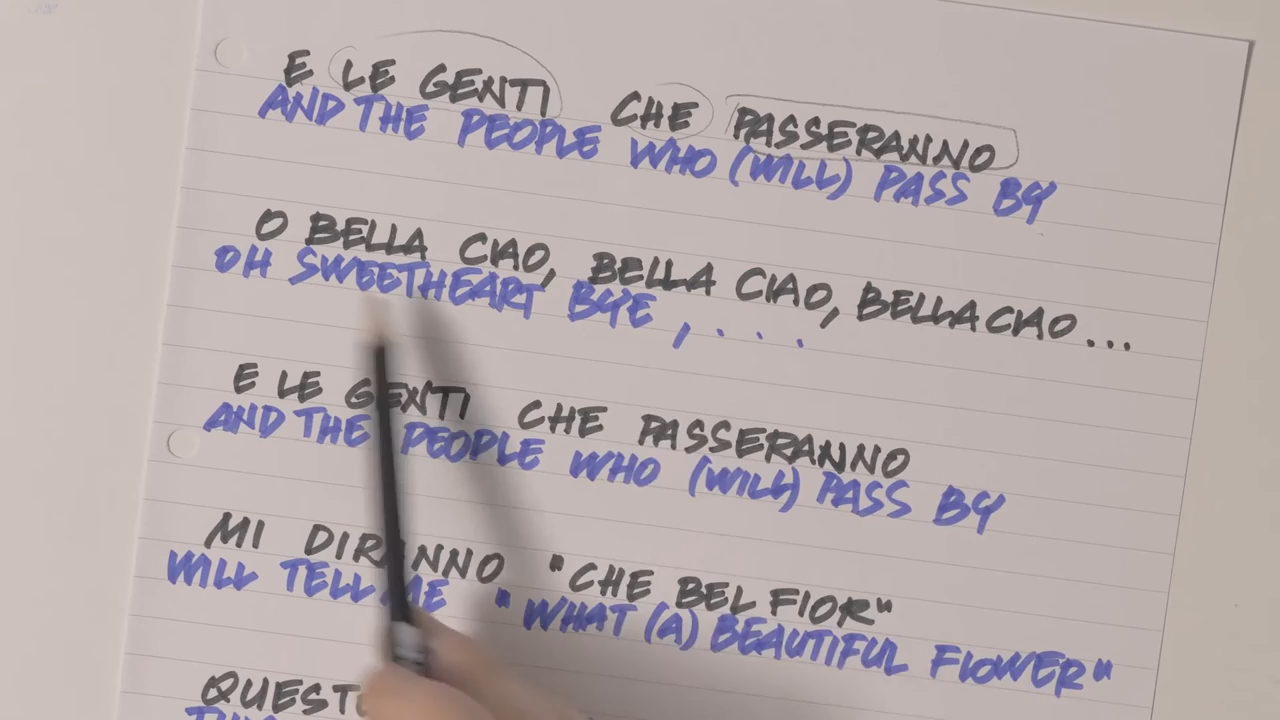 E LE GENTI CHE PASSERANNO
AND THE PEOPLE WHO (WILL) PASS BY
O BELLA CIAO, BELLA CIAO, BELLA CIAO...
OH SWEETHEART BYE, ...
E LE GENTI CHE PASSERANNO
AND THE PEOPLE WHO (WILL) PASS BY
MI DIRANNO "CHE BEL FIOR"
WILL TELL ME "WHAT (A) BEAUTIFUL FLOWER"